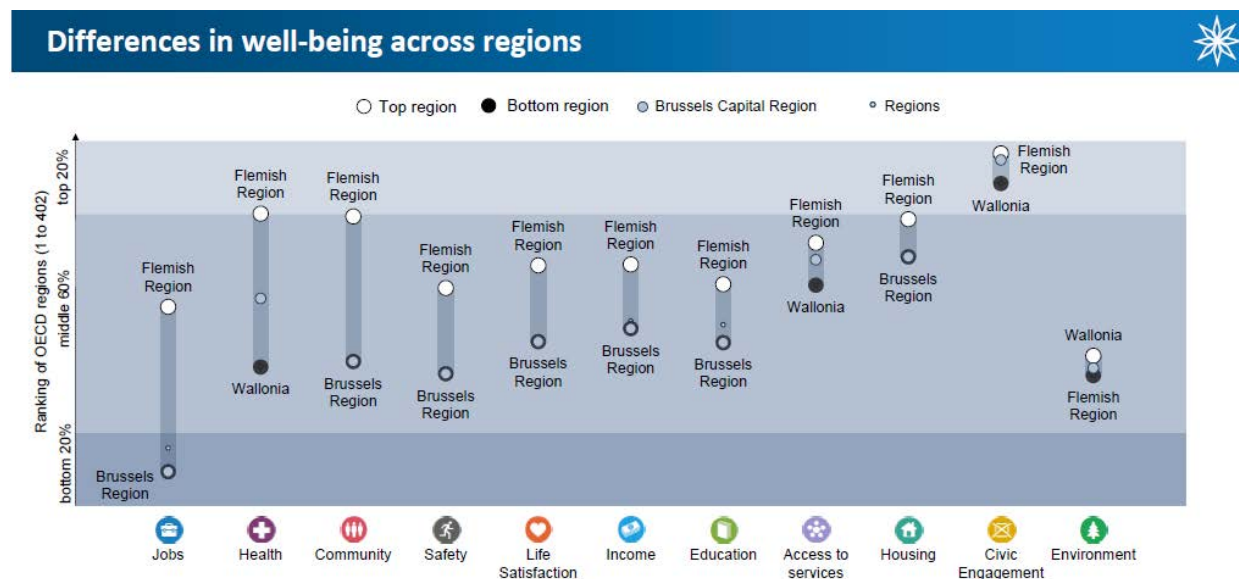 Differences in well-being across regions
Top region
Bottom region
Brussels Capital Region
Regions
Ranking of OECD regions (1 to 402)
top 20%
middle 60%
bottom 20%
Flemish
Region
Brussels
Region
Flemish
Region
Wallonia
Flemish
Region
Brussels
Region
Flemish
Region
Brussels
Region
Flemish
Region
Brussels
Region
Flemish
Region
Brussels
Region
Flemish
Region
Brussels
Region
Flemish
Region
Wallonia
Flemish
Region
Brussels
Region
Flemish
Region
Wallonia
Wallonia
Flemish
Region
Jobs
Health
Community
Safety
Life
Satisfaction
Income
Education
Access to
services
Housing
Civic
Engagement
Environment